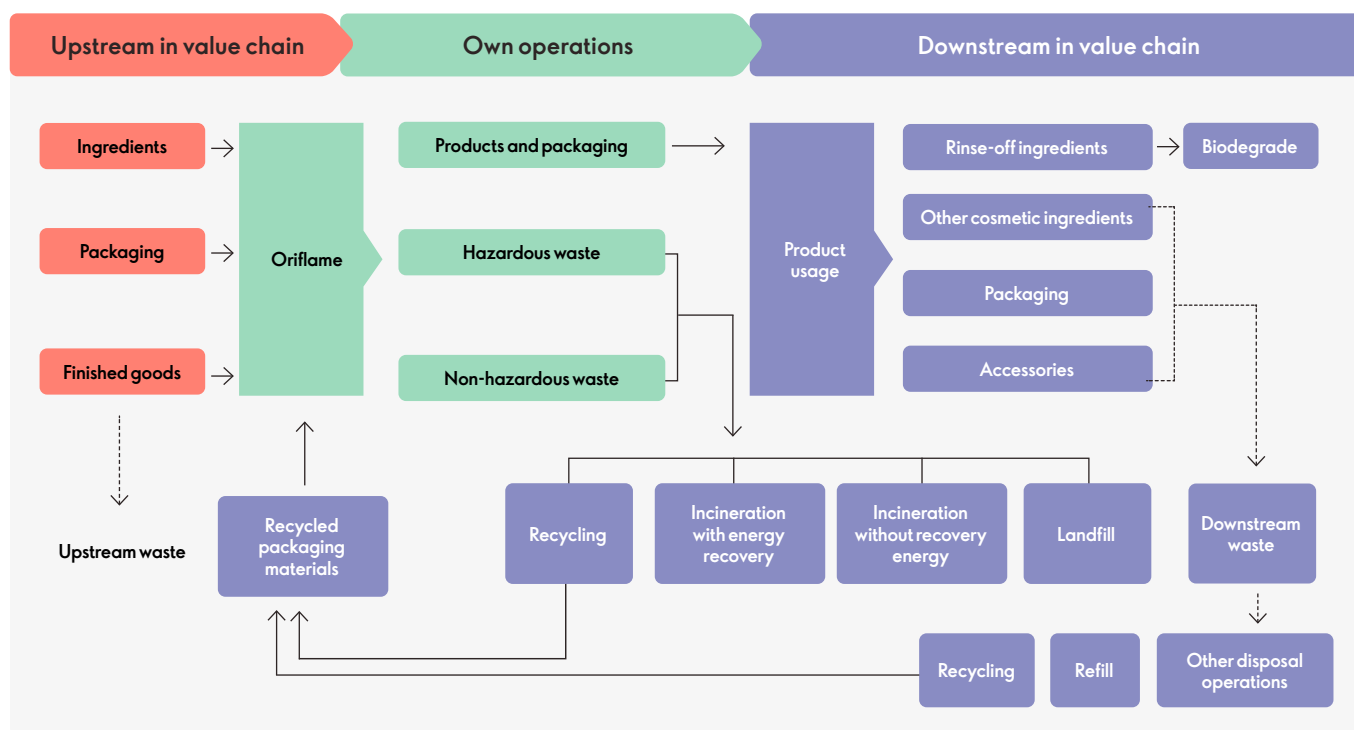 Upstream in value chain
Own operations
Downstream in value chain
Ingredients
Products and packaging
Rinse-off ingredients
Biodegrade
Other cosmetic ingredients
Packaging
Oriflame
Hazardous waste
Product
usage
Packaging
Finished goods
Non-hazardous waste
Accessories
Upstream waste
Recycled
packaging
materials
Recycling
Incineration
with energy
recovery
Incineration
without recovery
energy
Landfill
Downstream
waste
Recycling
Refill
Other disposal
operations